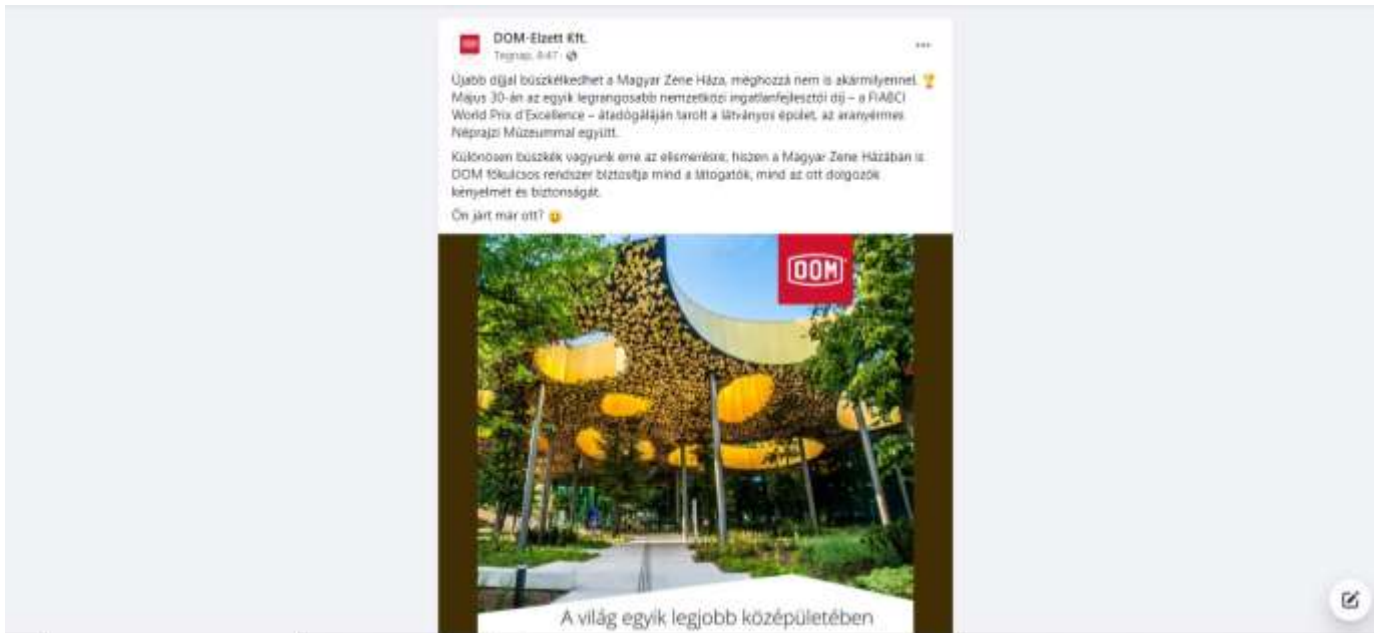 DOM-Elzett Kft.
Tegnap, 8:47 ·
Újabb díjjal büszkélkedhet a Magyar Zene Háza, méghozzá nem is akármilyennel. 🏆
Május 30-án az egyik legrangosabb nemzetközi ingatlanfejlesztői díj – a FIABCI
World Prix d'Excellence – átadógáláján tarolt a látványos épület, az aranyérmes
Néprajzi Múzeummal együtt.
Különösen büszkék vagyunk erre az elismerésre, hiszen a Magyar Zene Házában is
DOM főkulcsos rendszer biztosítja mind a látogatók, mind az ott dolgozók
kényelmét és biztonságát.
Ön járt már ott? 😀
DOM
A világ egyik legjobb középületében